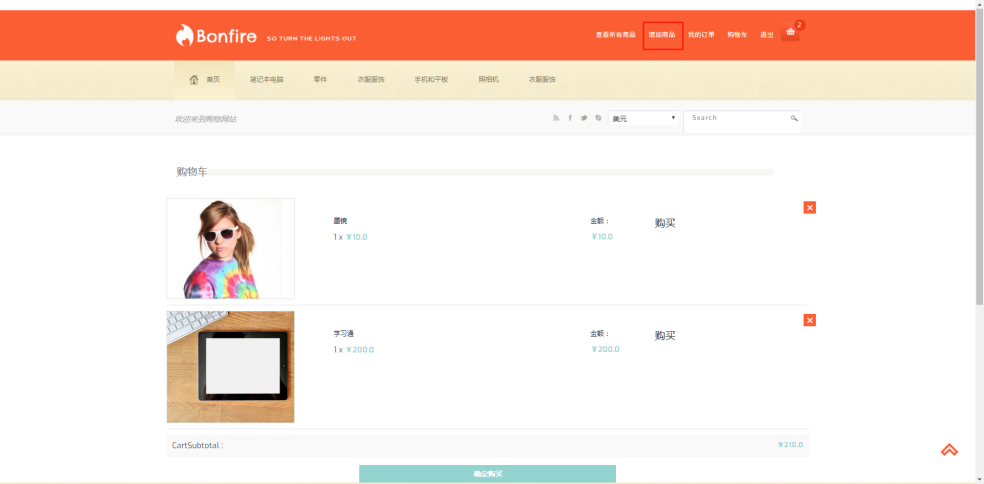 Bonfire SO TURN THE LIGHTS OUT 查看所有商品 增加商品 我的订单 购物车 退出 2
首页 笔记本电脑 零件 衣服服饰 手机和平板 照相机 衣服服饰
欢迎来到购物网站 美元 Search
购物车
墨镜 金额： 购买
1 x ￥10.0 ￥10.0
学习通 金额： 购买
1 x ￥200.0 ￥200.0
CartSubtotal : ￥210.0
确定购买